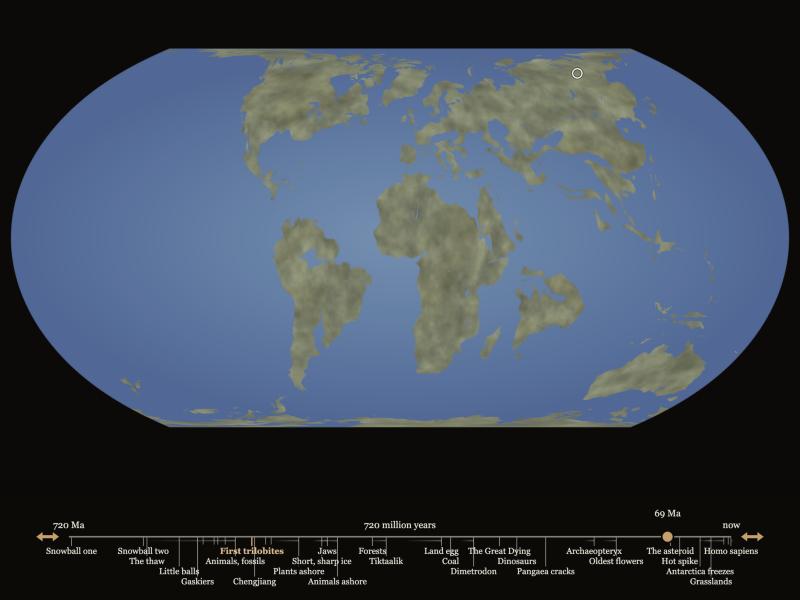 69 Ma
720 Ma
720 million years
now
Snowball one
Snowball two
First trilobites
Jaws
Forests
Land egg
The Great Dying
Archaeopteryx
The asteroid
Homo sapiens
The thaw
Animals, fossils
Short, sharp ice
Tiktaalik
Coal
Dinosaurs
Oldest flowers
Hot spike
Little balls
Plants ashore
Dimetrodon
Pangaea cracks
Antarctica freezes
Gaskiers
Chengjiang
Animals ashore
Grasslands